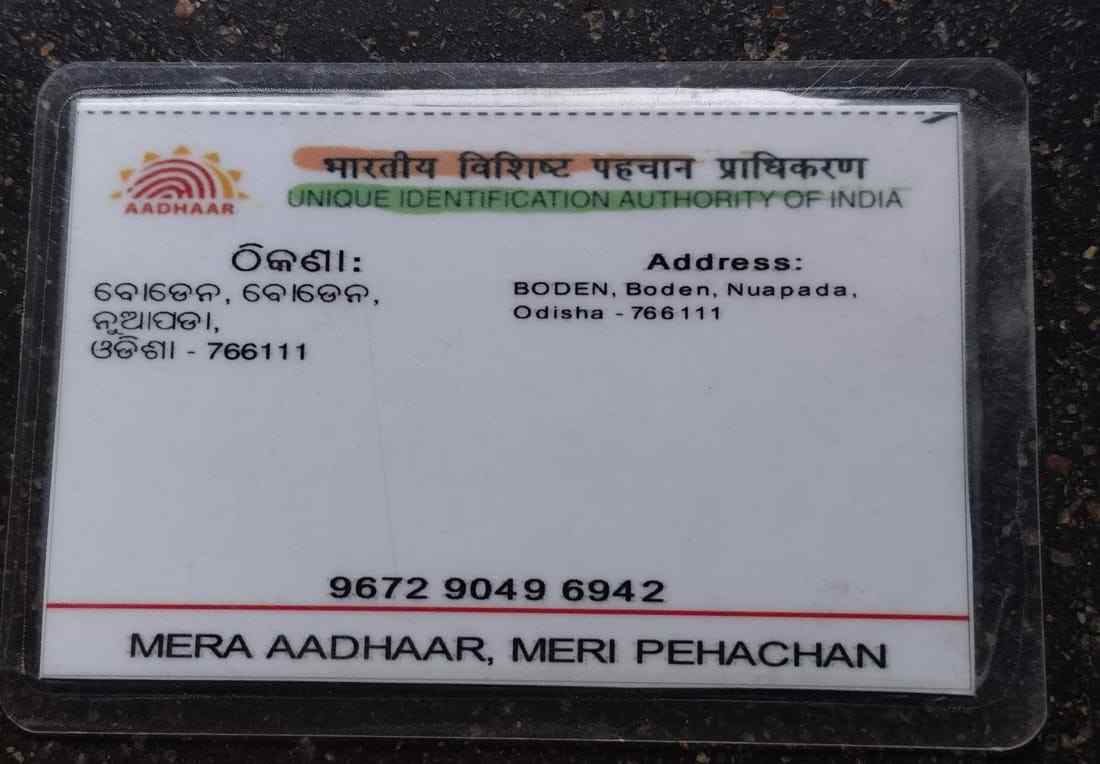 AADHAAR
भारतीय विशिष्ट पहचान प्राधिकरण
UNIQUE IDENTIFICATION AUTHORITY OF INDIA
ଠିକଣା:
ବୋଡେନ, ବୋଡେନ,
ନୂଆପଡା,
ଓଡିଶା - 766111
Address:
BODEN, Boden, Nuapada,
Odisha - 766111
9672 9049 6942
MERA AADHAAR, MERI PEHACHAN